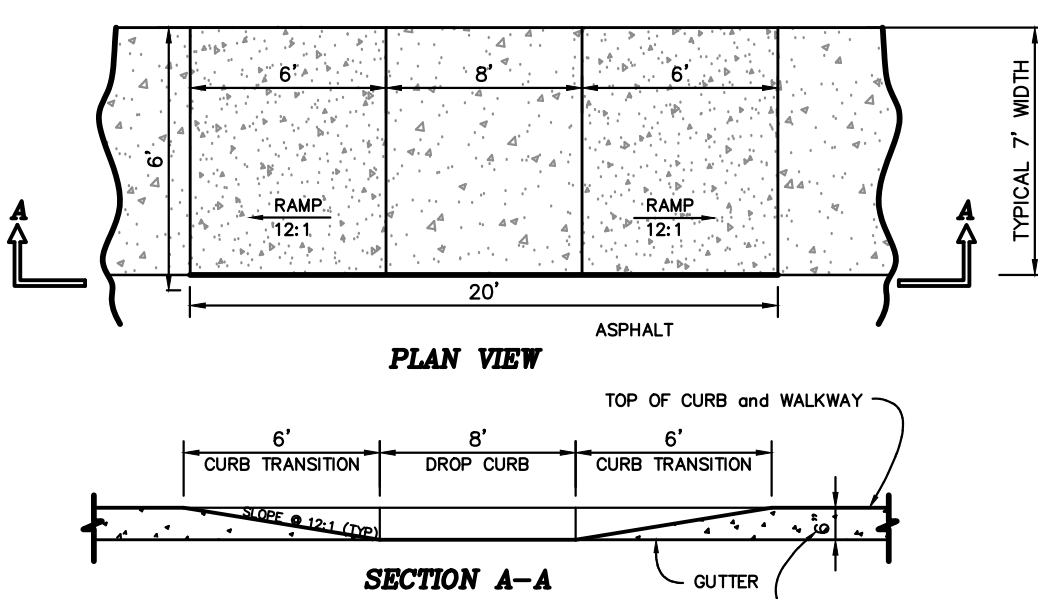 6' 8' 6'
6'
TYPICAL 7' WIDTH
RAMP
12:1
RAMP
12:1
A
A
20'
ASPHALT
PLAN VIEW
TOP OF CURB and WALKWAY
6' 8' 6'
CURB TRANSITION DROP CURB CURB TRANSITION
SLOPE @ 12:1 (TYP)
6"
SECTION A-A
GUTTER